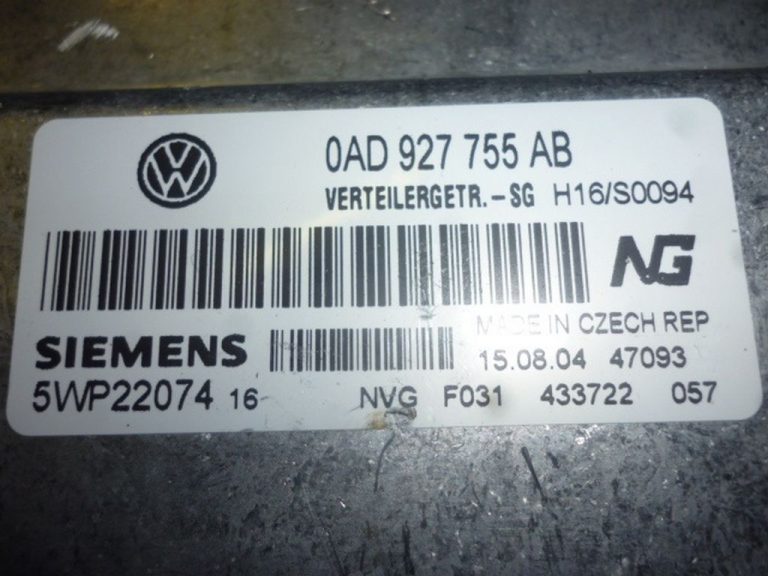 VW
0AD 927 755 AB
VERTEILERGETR.-SG H16/S0094
NG
MADE IN CZECH REP
SIEMENS
15.08.04 47093
5WP22074 16 NVG F031 433722 057